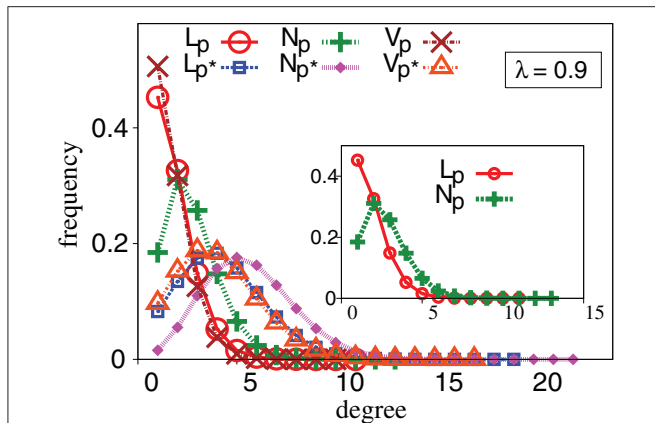 Lp Np Vp
Lp* Np* Vp*
λ = 0.9
frequency
0.4
0.2
0
0 5 10 15 20
degree
Lp
Np
0.4
0.2
0
0 5 10 15